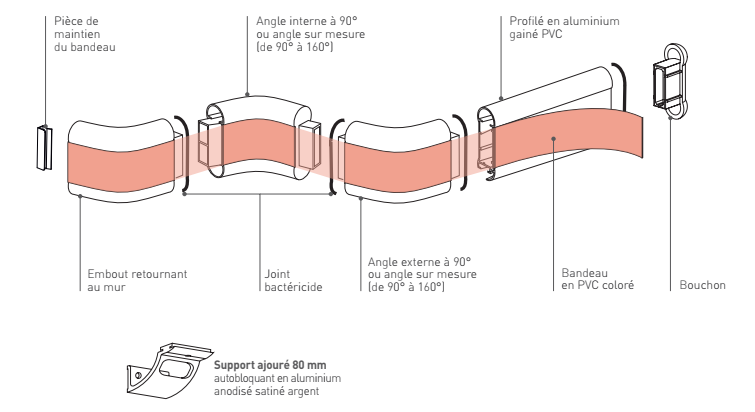 Pièce de
maintien
du bandeau
Angle interne à 90°
ou angle sur mesure
(de 90° à 160°)
Profilé en aluminium
gainé PVC
Embout retournant
au mur
Joint
bactéricide
Angle externe à 90°
ou angle sur mesure
(de 90° à 160°)
Bandeau
en PVC coloré
Bouchon
Support ajouré 80 mm
autobloquant en aluminium
anodisé satiné argent